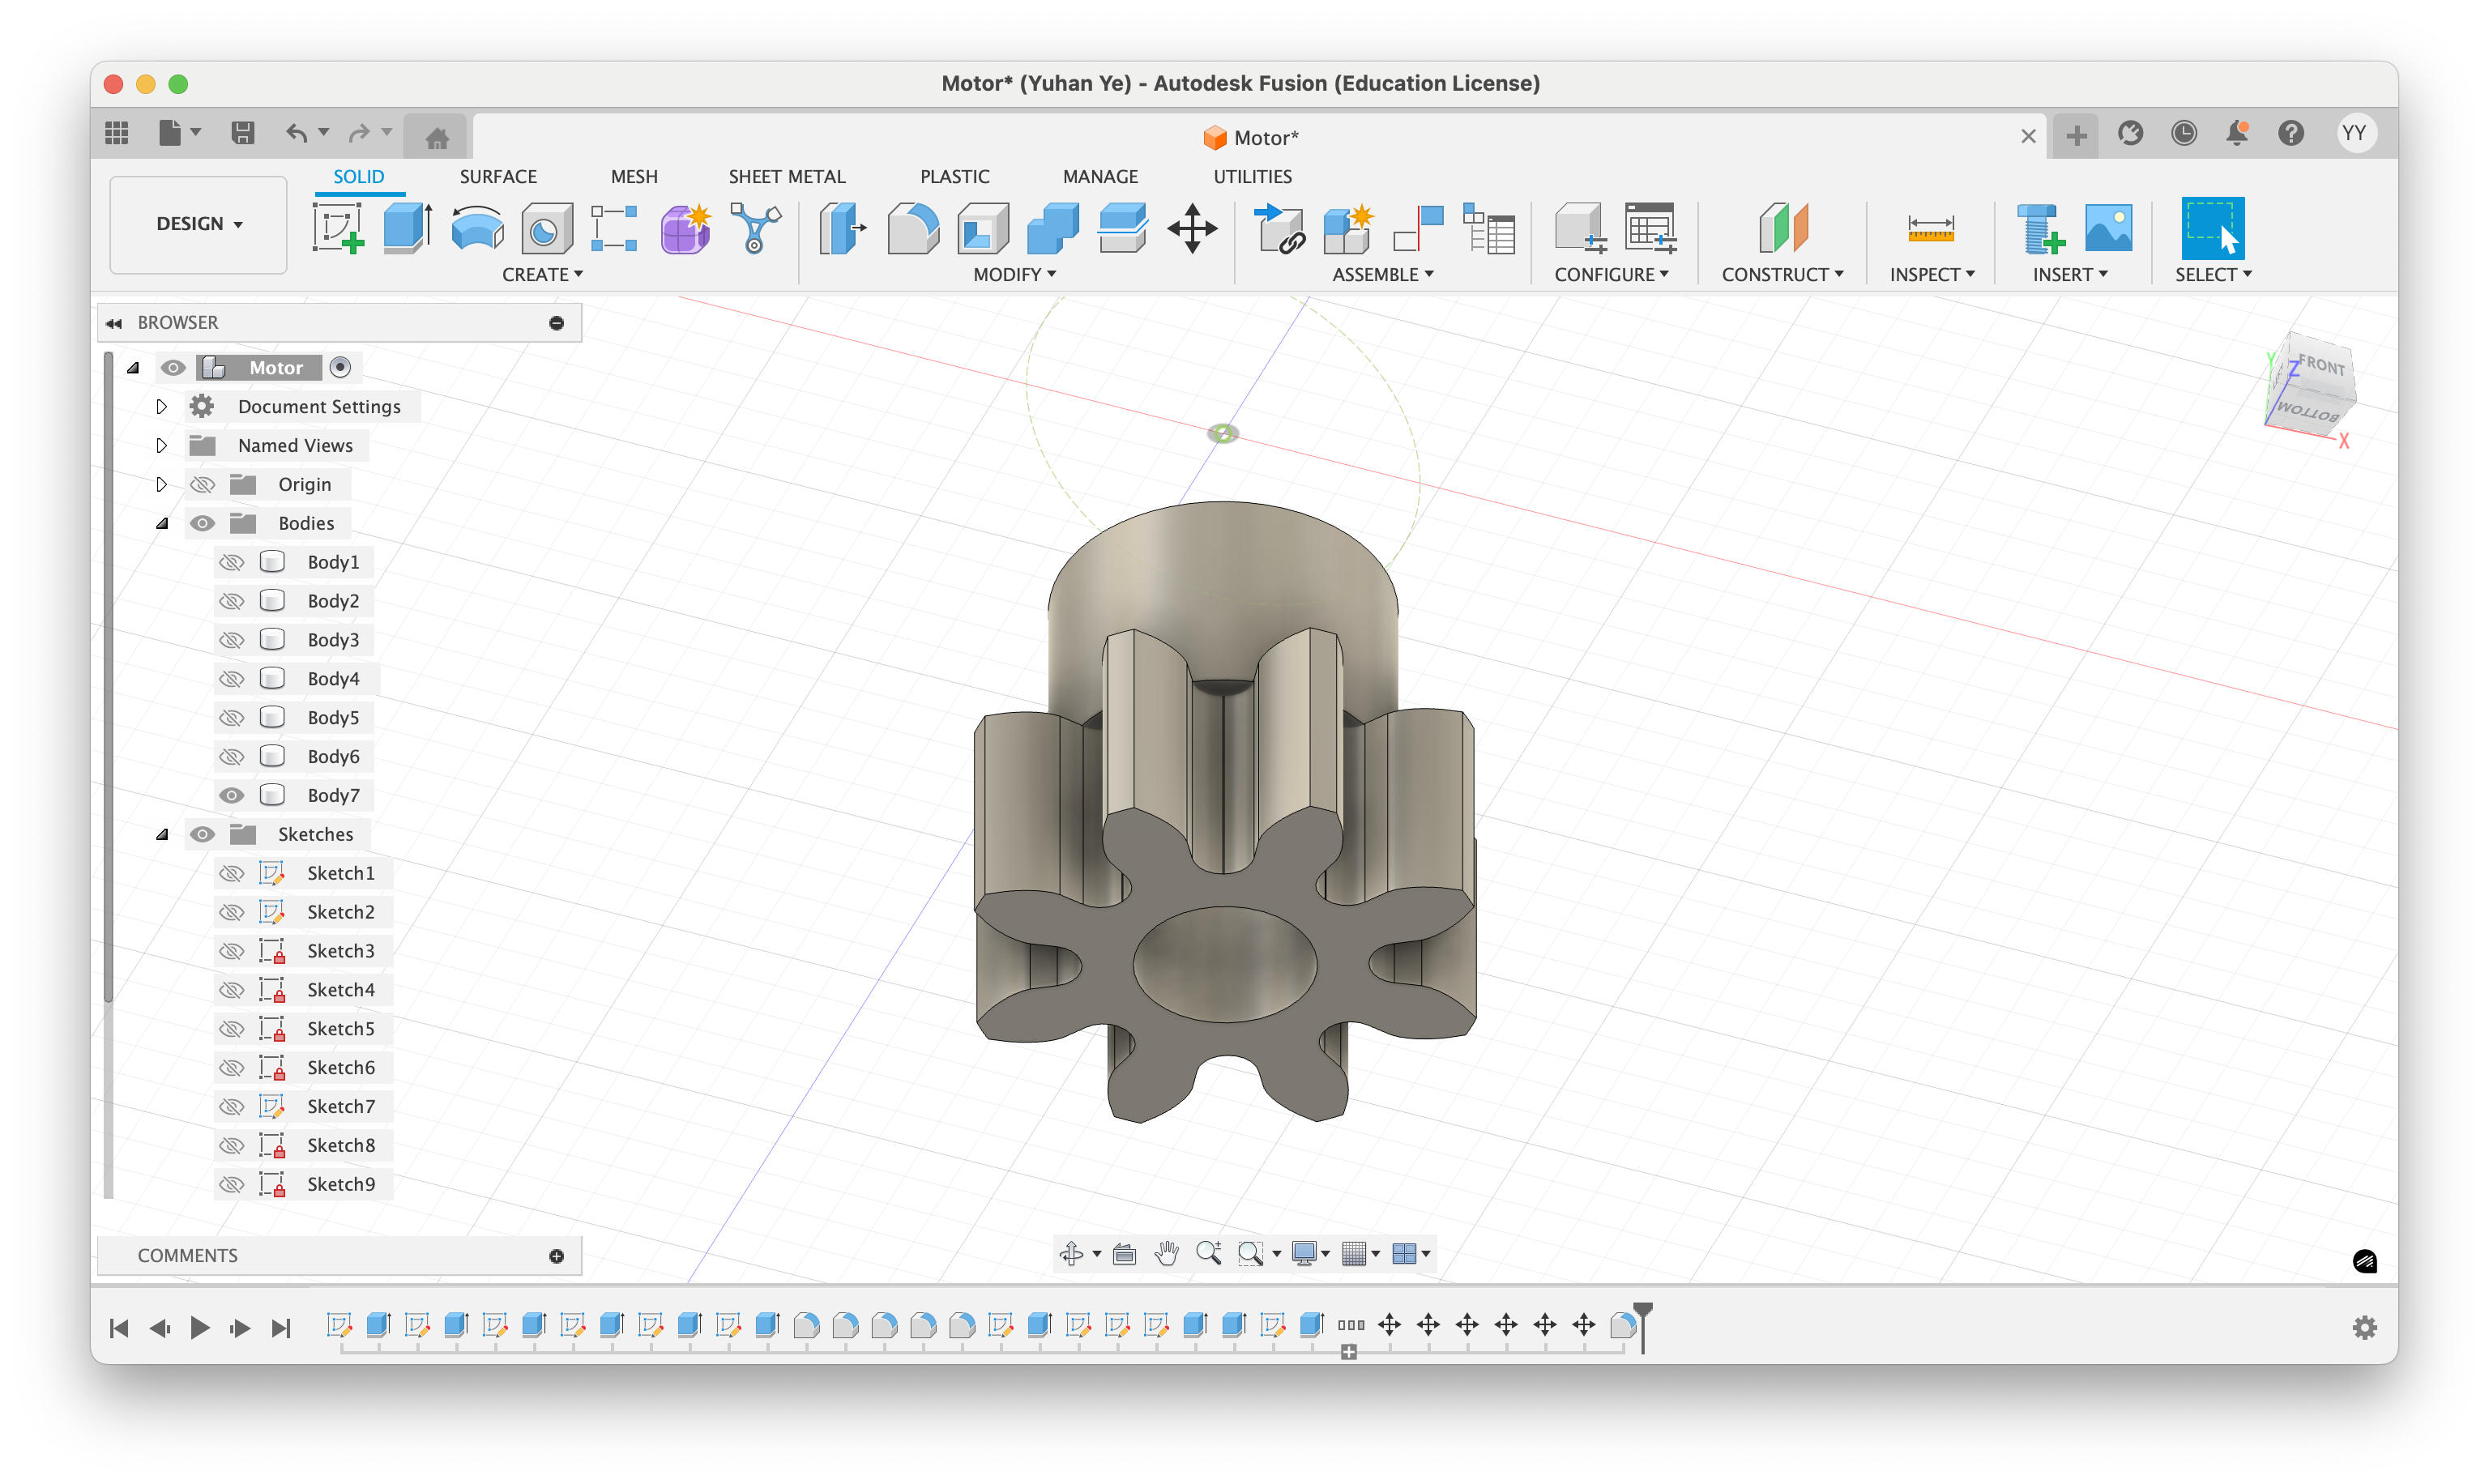 Motor* (Yuhan Ye) - Autodesk Fusion (Education License)
Motor*
YY
DESIGN
SOLID
SURFACE
MESH
SHEET METAL
PLASTIC
MANAGE
UTILITIES
CREATE
MODIFY
ASSEMBLE
CONFIGURE
CONSTRUCT
INSPECT
INSERT
SELECT
BROWSER
Motor
Document Settings
Named Views
Origin
Bodies
Body1
Body2
Body3
Body4
Body5
Body6
Body7
Sketches
Sketch1
Sketch2
Sketch3
Sketch4
Sketch5
Sketch6
Sketch7
Sketch8
Sketch9
COMMENTS
Y
Z
FRONT
BOTTOM
X